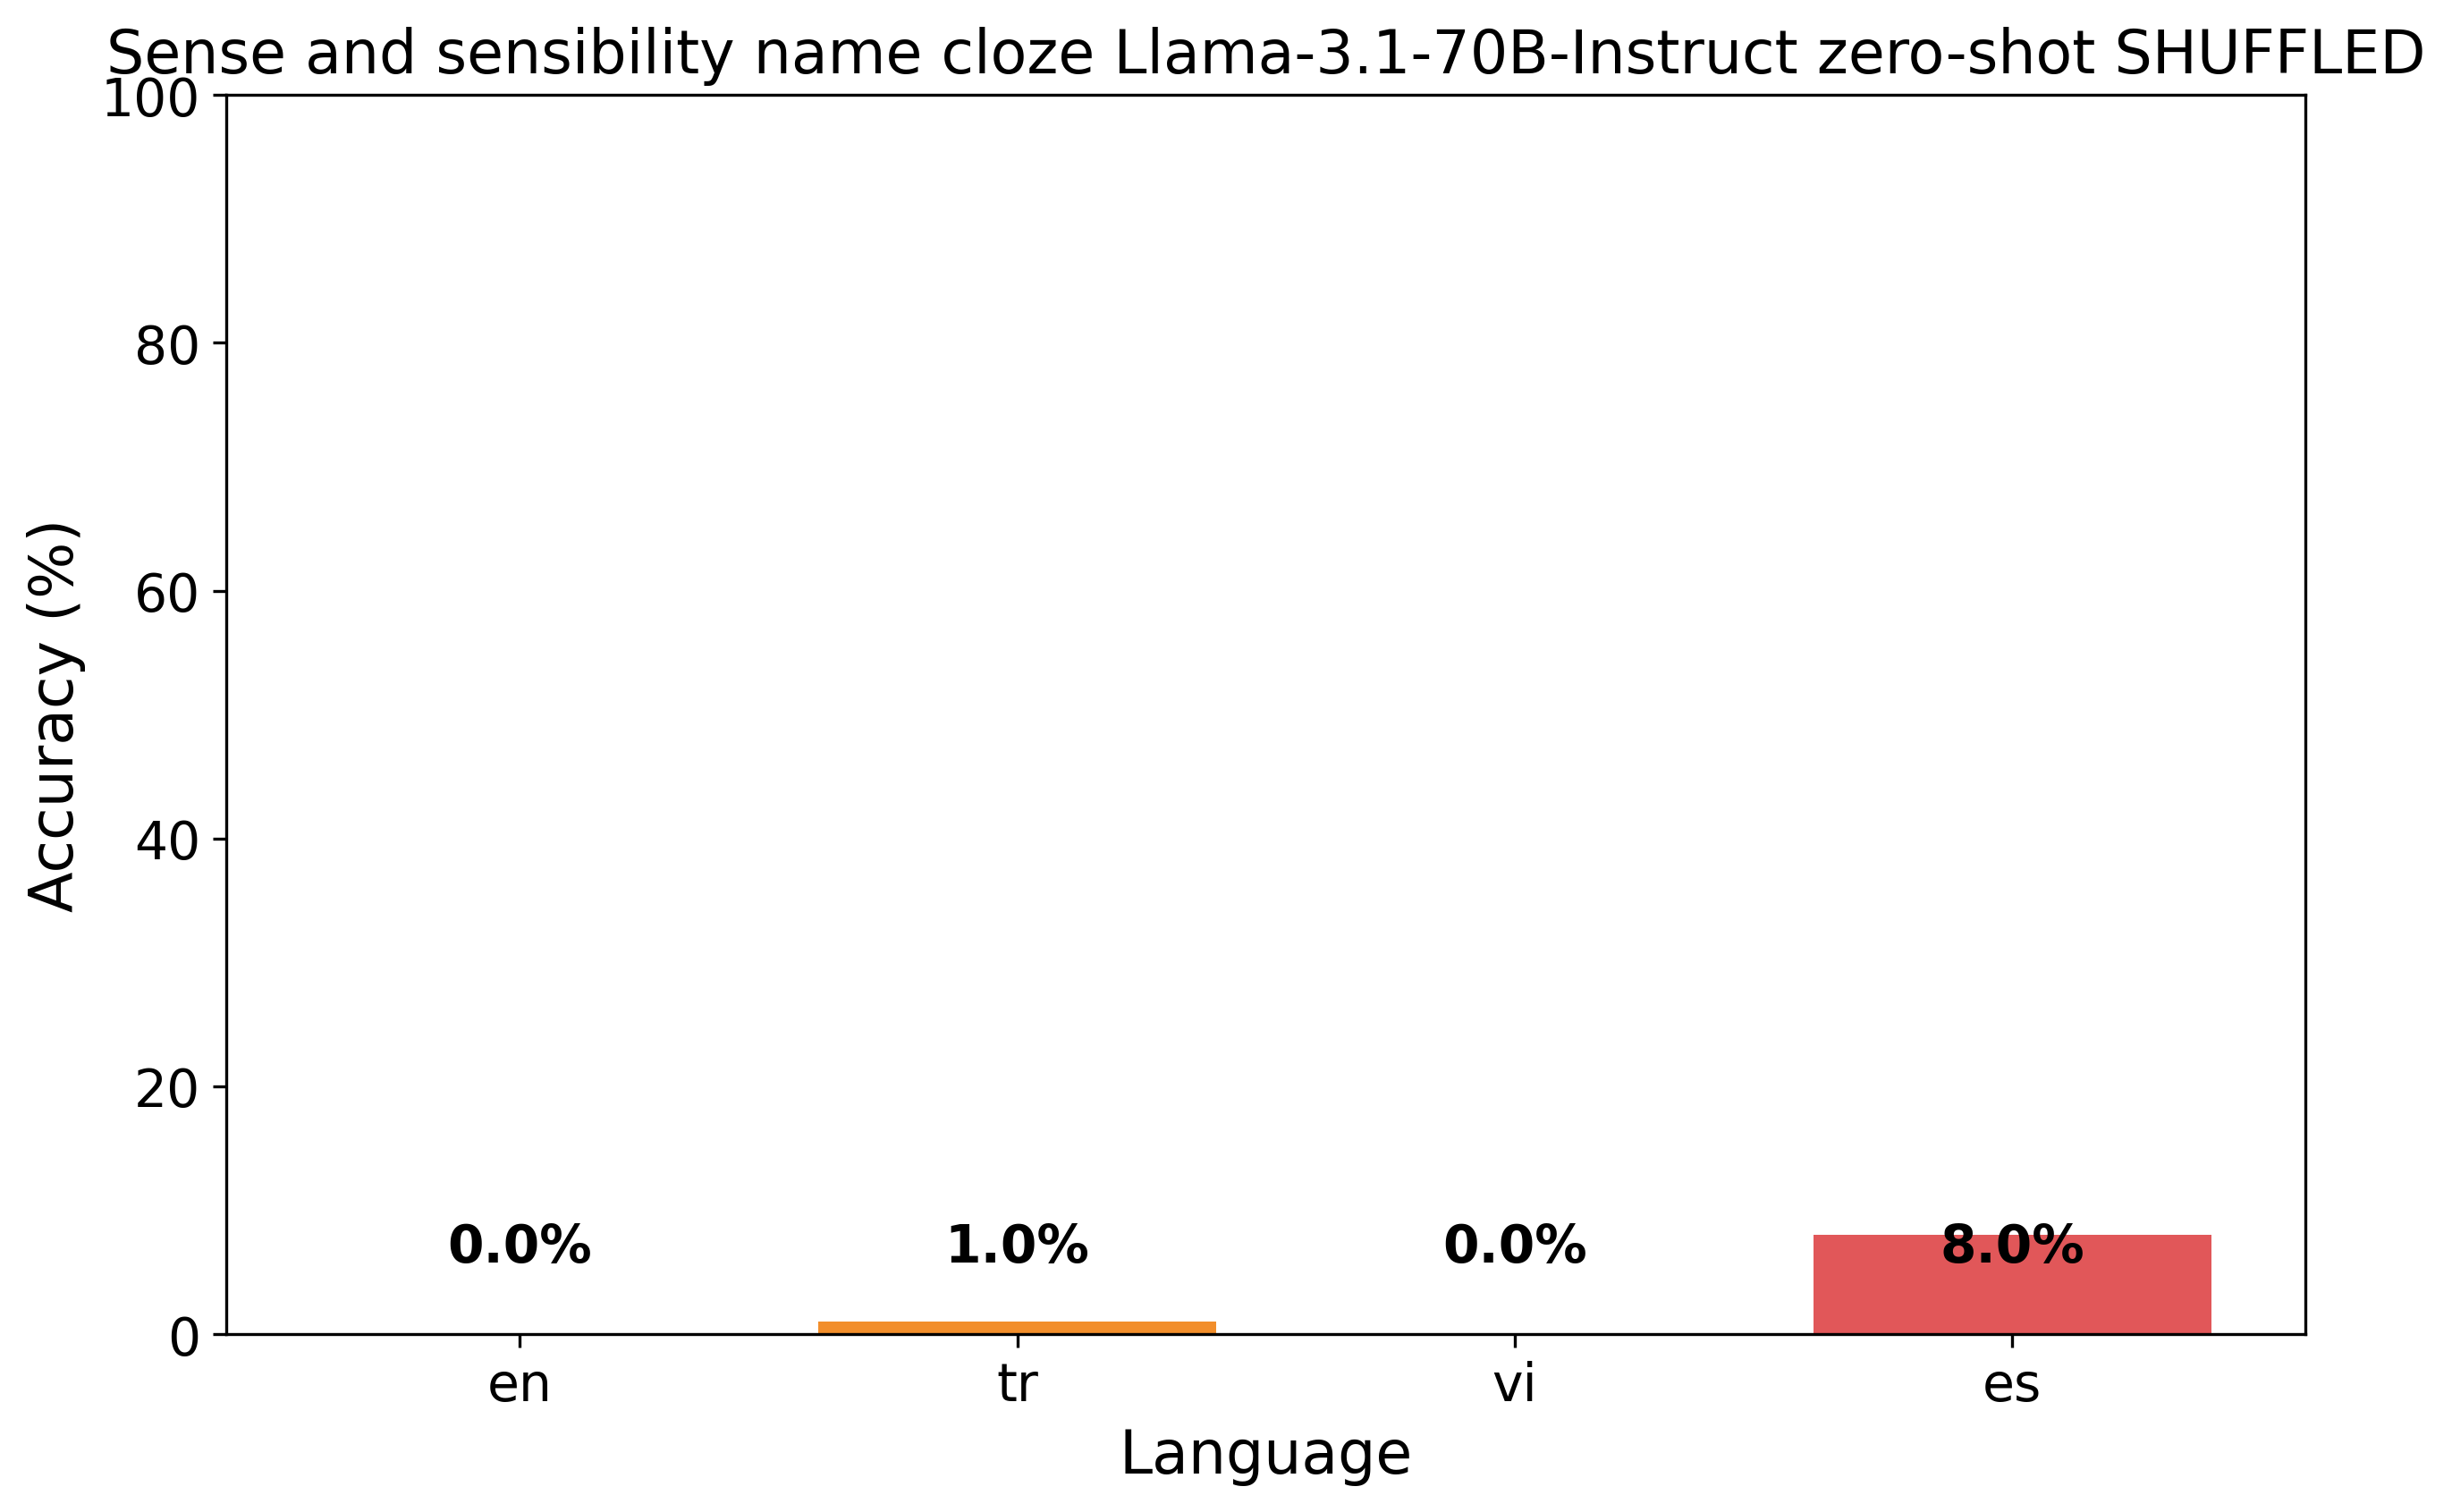 Sense and sensibility name cloze Llama-3.1-70B-Instruct zero-shot SHUFFLED
100
80
60
40
20
0
Accuracy (%)
0.0%
1.0%
0.0%
8.0%
en
tr
vi
es
Language